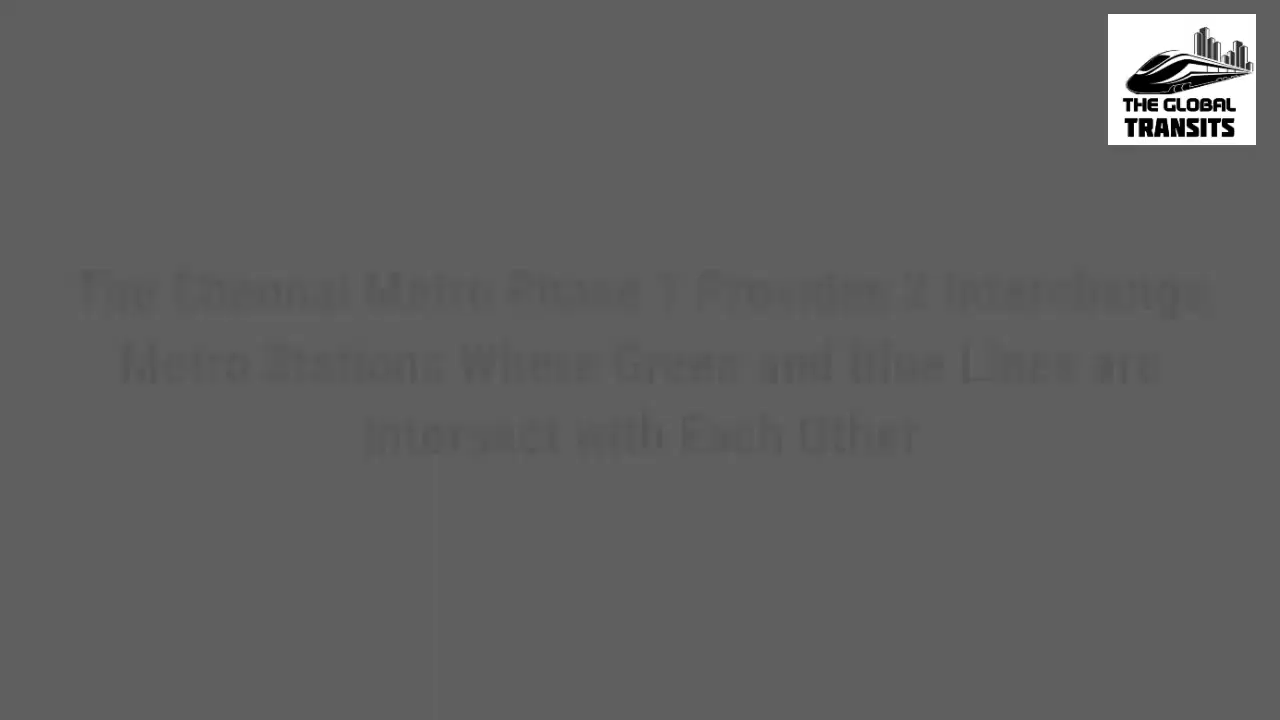 THE GLOBAL
TRANSITS
The Chennai Metro Phase 1 Provides 2 Interchange
Metro Stations Where Green and Blue Lines are
Intersect with Each Other